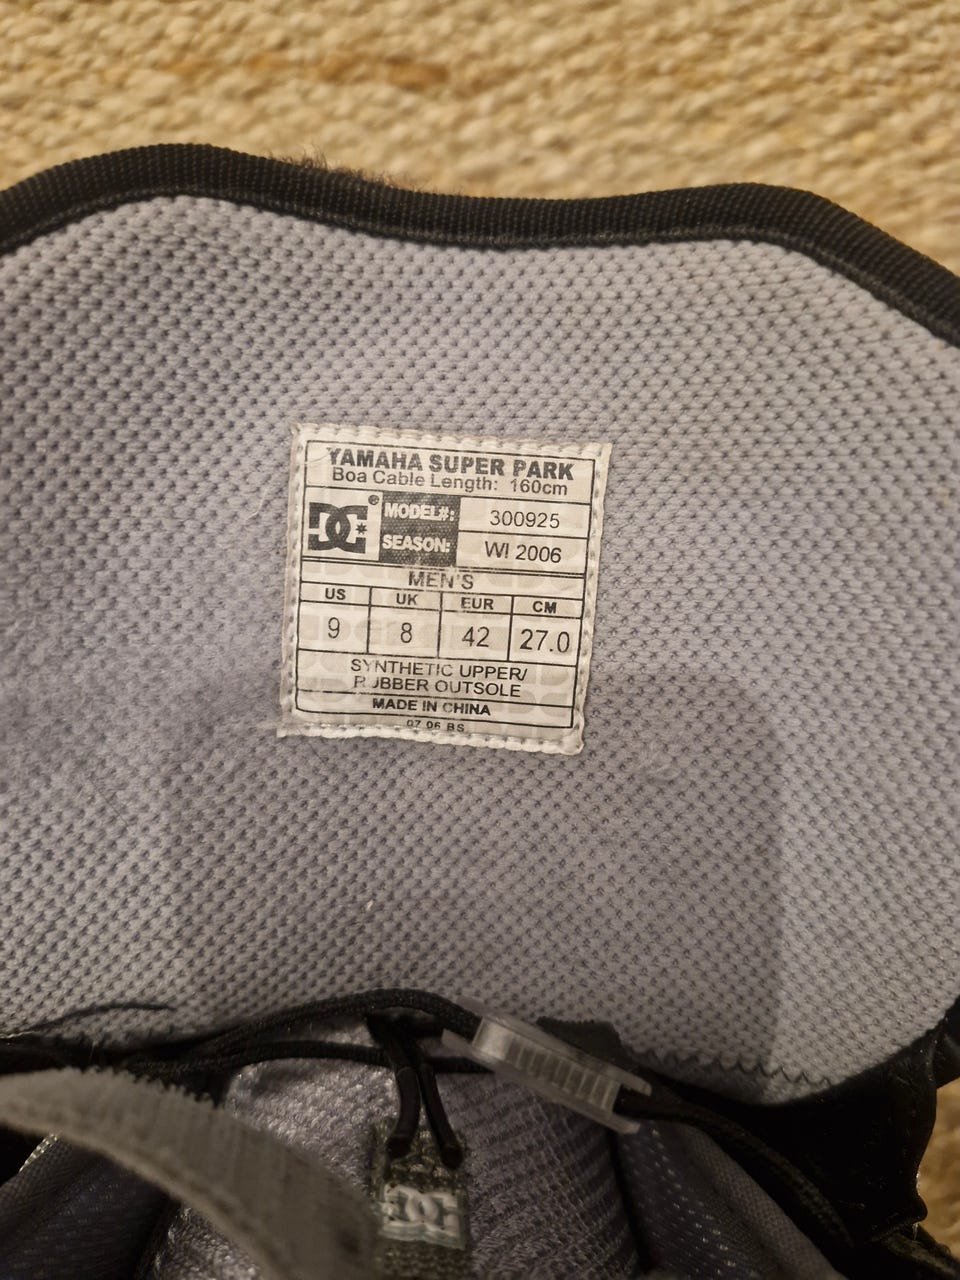 YAMAHA SUPER PARK
Boa Cable Length: 160cm
DC ® MODEL#: 300925
SEASON: WI 2006
MEN'S
US UK EUR CM
9 8 42 27.0
SYNTHETIC UPPER/
RUBBER OUTSOLE
MADE IN CHINA
07 06 BS
DC